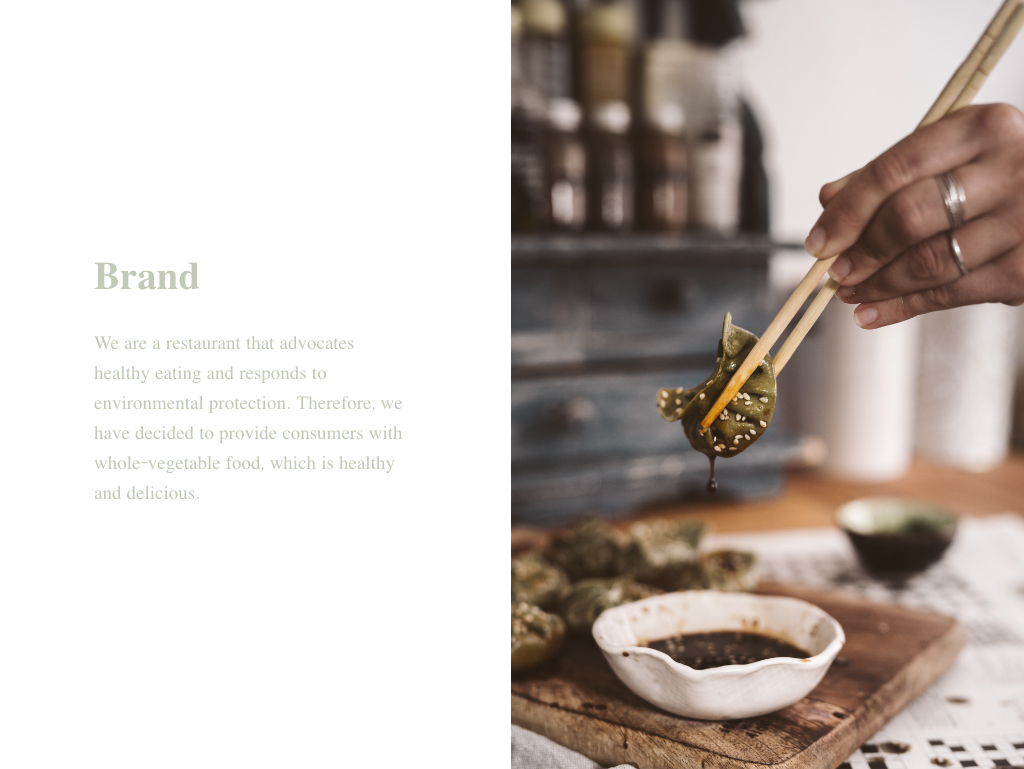 Brand
We are a restaurant that advocates
healthy eating and responds to
environmental protection. Therefore, we
have decided to provide consumers with
whole-vegetable food, which is healthy
and delicious.